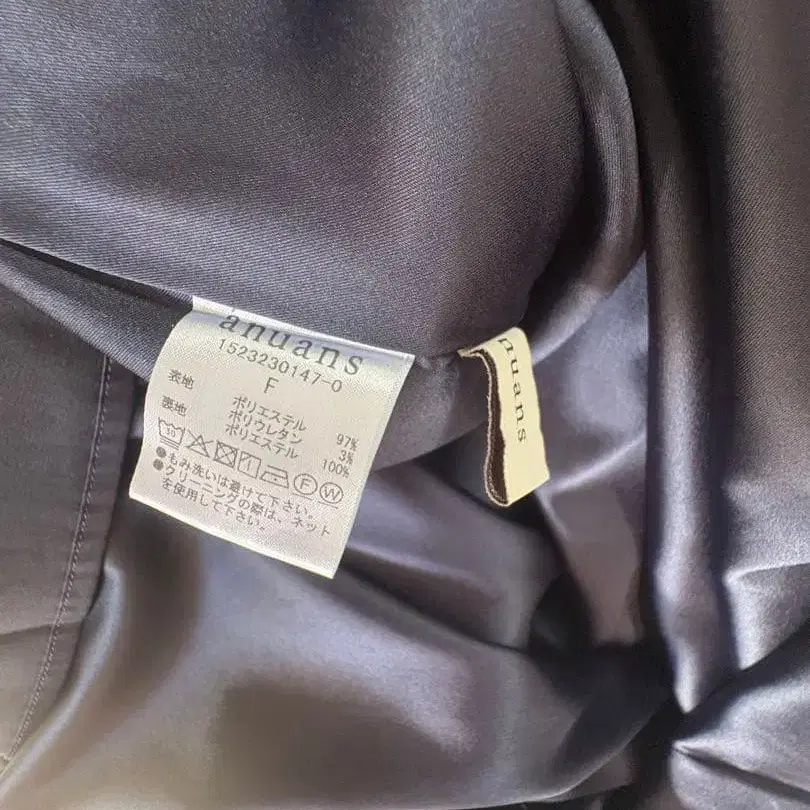 anuans
1523230147-0
F
表地 ポリエステル 97%
ポリウレタン 3%
裏地 ポリエステル 100%
●もみ洗いは避けて下さい。
●クリーニングの際は、ネット
を使用して下さい。
nuans